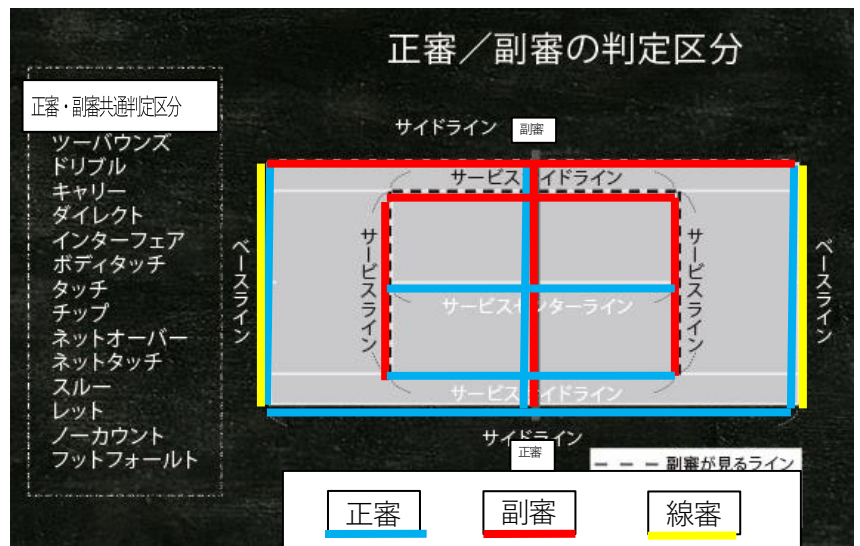 正審／副審の判定区分
正審・副審共通判定区分
ツーバウンズ
ドリブル
キャリー
ダイレクト
インターフェア
ボディタッチ
タッチ
チップ
ネットオーバー
ネットタッチ
スルー
レット
ノーカウント
フットフォールト
サイドライン
副審
サービスサイドライン
ベースライン
サービスライン
サービスセンターライン
サービスライン
ベースライン
サービスサイドライン
サイドライン
正審
副審が見るライン
正審
副審
線審